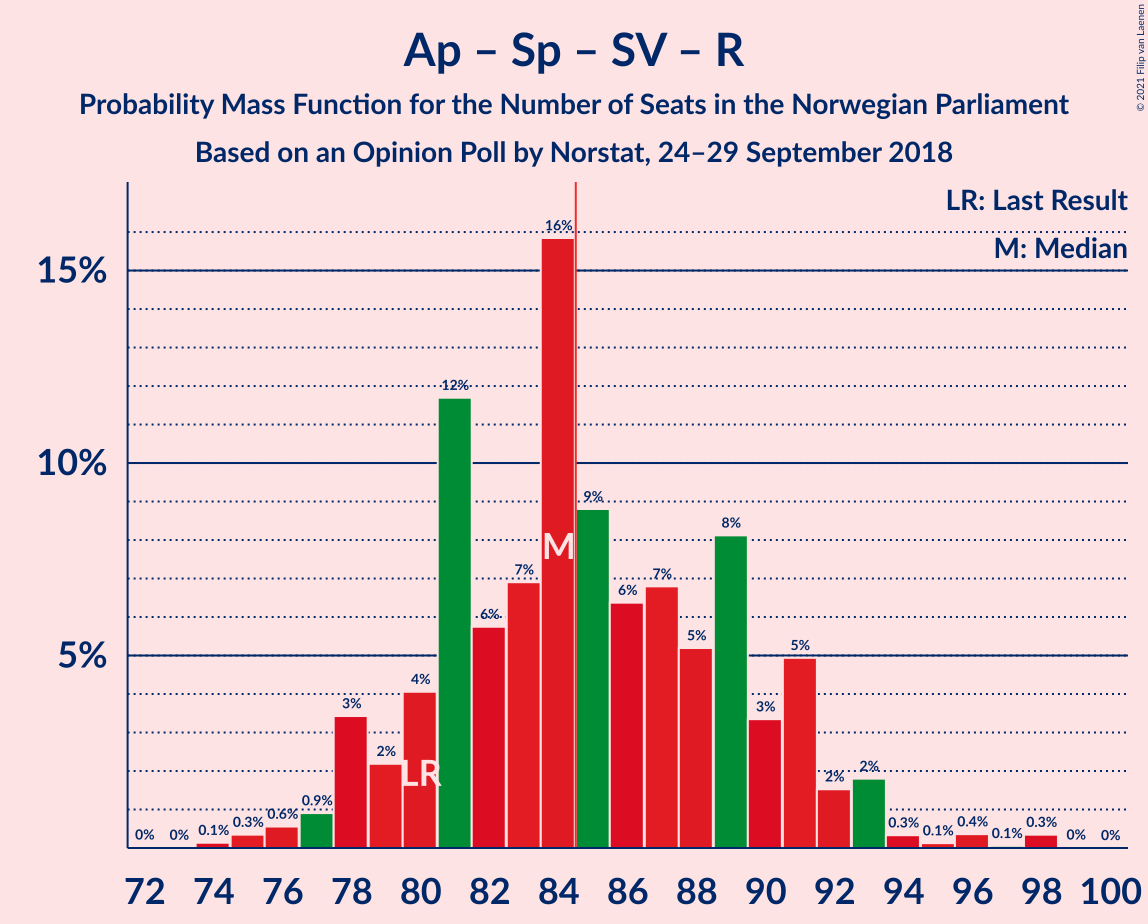 Ap – Sp – SV – R
Probability Mass Function for the Number of Seats in the Norwegian Parliament
Based on an Opinion Poll by Norstat, 24–29 September 2018
© 2021 Filip van Laenen
LR: Last Result
M: Median
15%
10%
5%
0% 0% 0.1% 0.3% 0.6% 0.9% 3% 2% 4% 12% 6% 7% 16% 9% 6% 7% 5% 8% 3% 5% 2% 2% 0.3% 0.1% 0.4% 0.1% 0.3% 0% 0%
M
LR
72 74 76 78 80 82 84 86 88 90 92 94 96 98 100